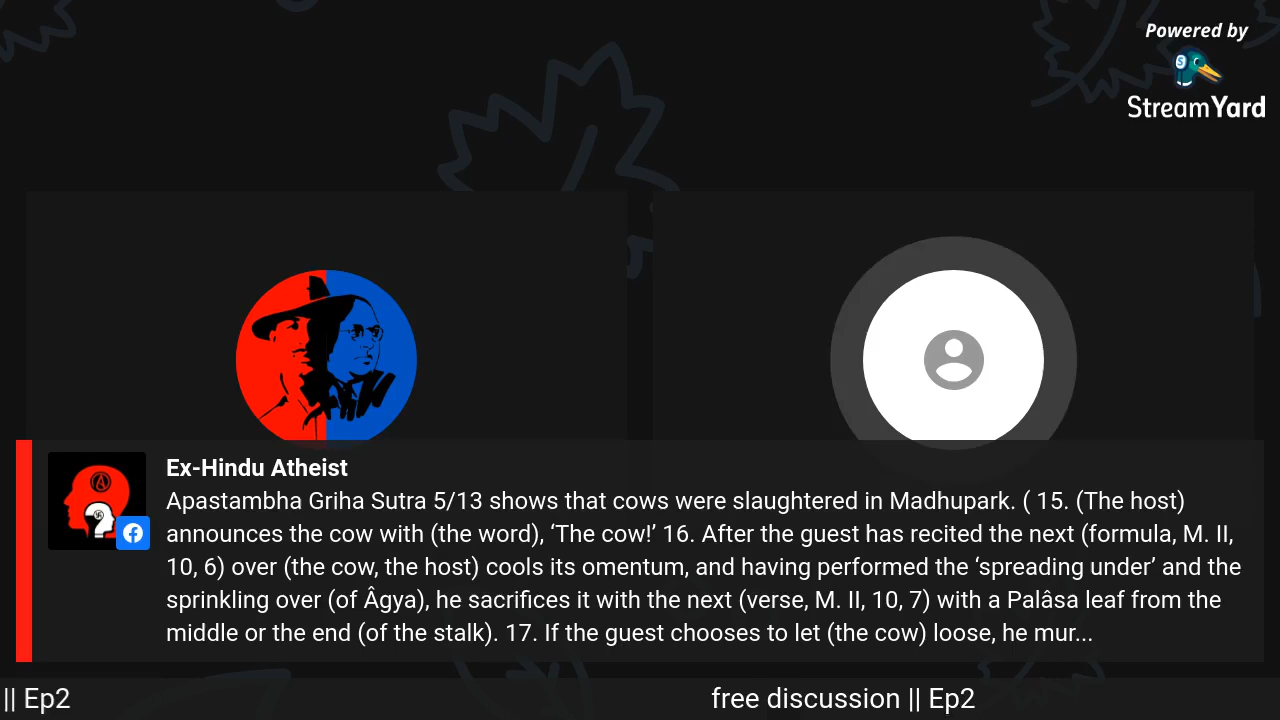 Powered by
StreamYard
Ex-Hindu Atheist
Apastambha Griha Sutra 5/13 shows that cows were slaughtered in Madhupark. ( 15. (The host)
announces the cow with (the word), ‘The cow!’ 16. After the guest has recited the next (formula, M. II,
10, 6) over (the cow, the host) cools its omentum, and having performed the ‘spreading under’ and the
sprinkling over (of Âgya), he sacrifices it with the next (verse, M. II, 10, 7) with a Palâsa leaf from the
middle or the end (of the stalk). 17. If the guest chooses to let (the cow) loose, he mur...
|| Ep2 free discussion || Ep2